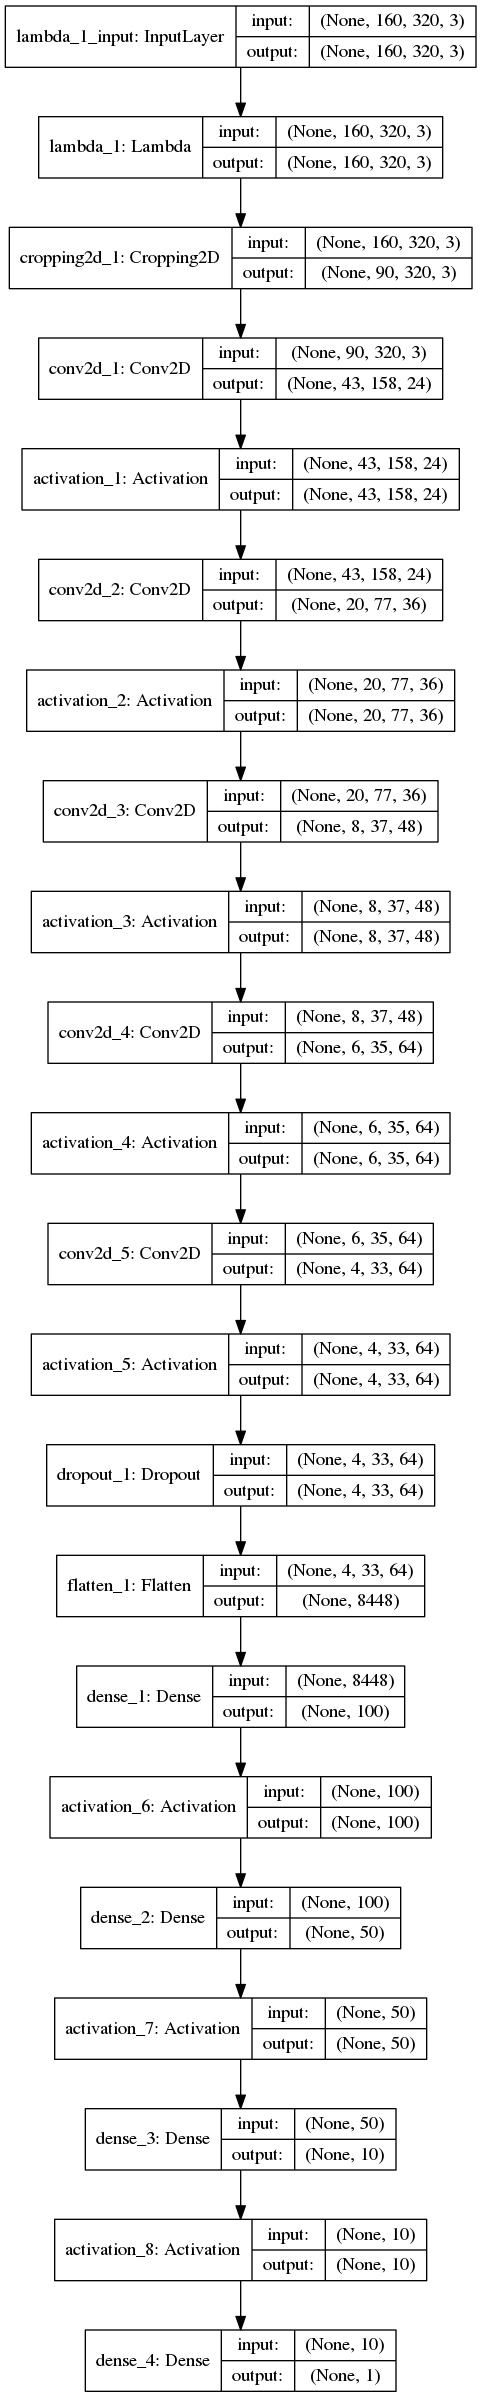 lambda_1_input: InputLayer
input: (None, 160, 320, 3)
output: (None, 160, 320, 3)
lambda_1: Lambda
input: (None, 160, 320, 3)
output: (None, 160, 320, 3)
cropping2d_1: Cropping2D
input: (None, 160, 320, 3)
output: (None, 90, 320, 3)
conv2d_1: Conv2D
input: (None, 90, 320, 3)
output: (None, 43, 158, 24)
activation_1: Activation
input: (None, 43, 158, 24)
output: (None, 43, 158, 24)
conv2d_2: Conv2D
input: (None, 43, 158, 24)
output: (None, 20, 77, 36)
activation_2: Activation
input: (None, 20, 77, 36)
output: (None, 20, 77, 36)
conv2d_3: Conv2D
input: (None, 20, 77, 36)
output: (None, 8, 37, 48)
activation_3: Activation
input: (None, 8, 37, 48)
output: (None, 8, 37, 48)
conv2d_4: Conv2D
input: (None, 8, 37, 48)
output: (None, 6, 35, 64)
activation_4: Activation
input: (None, 6, 35, 64)
output: (None, 6, 35, 64)
conv2d_5: Conv2D
input: (None, 6, 35, 64)
output: (None, 4, 33, 64)
activation_5: Activation
input: (None, 4, 33, 64)
output: (None, 4, 33, 64)
dropout_1: Dropout
input: (None, 4, 33, 64)
output: (None, 4, 33, 64)
flatten_1: Flatten
input: (None, 4, 33, 64)
output: (None, 8448)
dense_1: Dense
input: (None, 8448)
output: (None, 100)
activation_6: Activation
input: (None, 100)
output: (None, 100)
dense_2: Dense
input: (None, 100)
output: (None, 50)
activation_7: Activation
input: (None, 50)
output: (None, 50)
dense_3: Dense
input: (None, 50)
output: (None, 10)
activation_8: Activation
input: (None, 10)
output: (None, 10)
dense_4: Dense
input: (None, 10)
output: (None, 1)